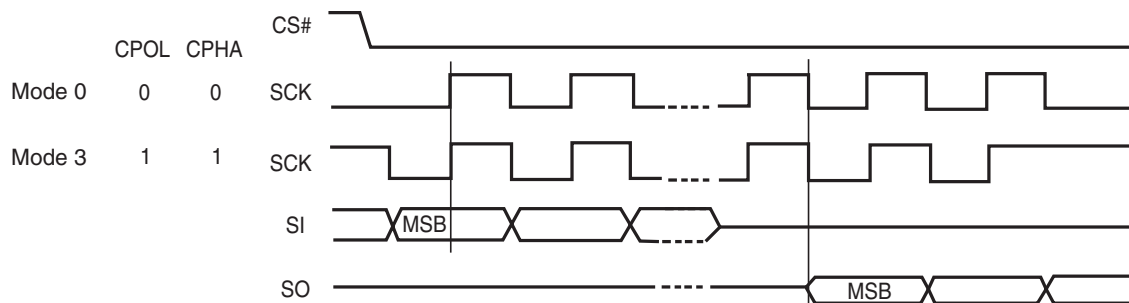 CS#
CPOL CPHA
Mode 0 0 0 SCK
Mode 3 1 1 SCK
SI MSB
SO MSB